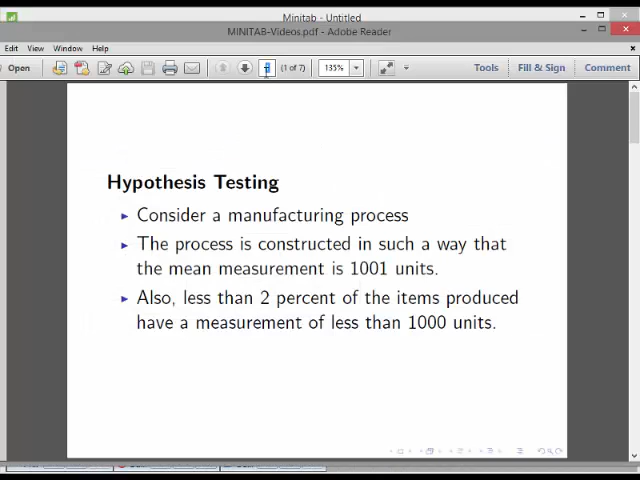 Minitab - Untitled
MINITAB-Videos.pdf - Adobe Reader
Edit View Window Help
Open (1 of 7) 135% Tools Fill & Sign Comment
Hypothesis Testing
Consider a manufacturing process
The process is constructed in such a way that
the mean measurement is 1001 units.
Also, less than 2 percent of the items produced
have a measurement of less than 1000 units.